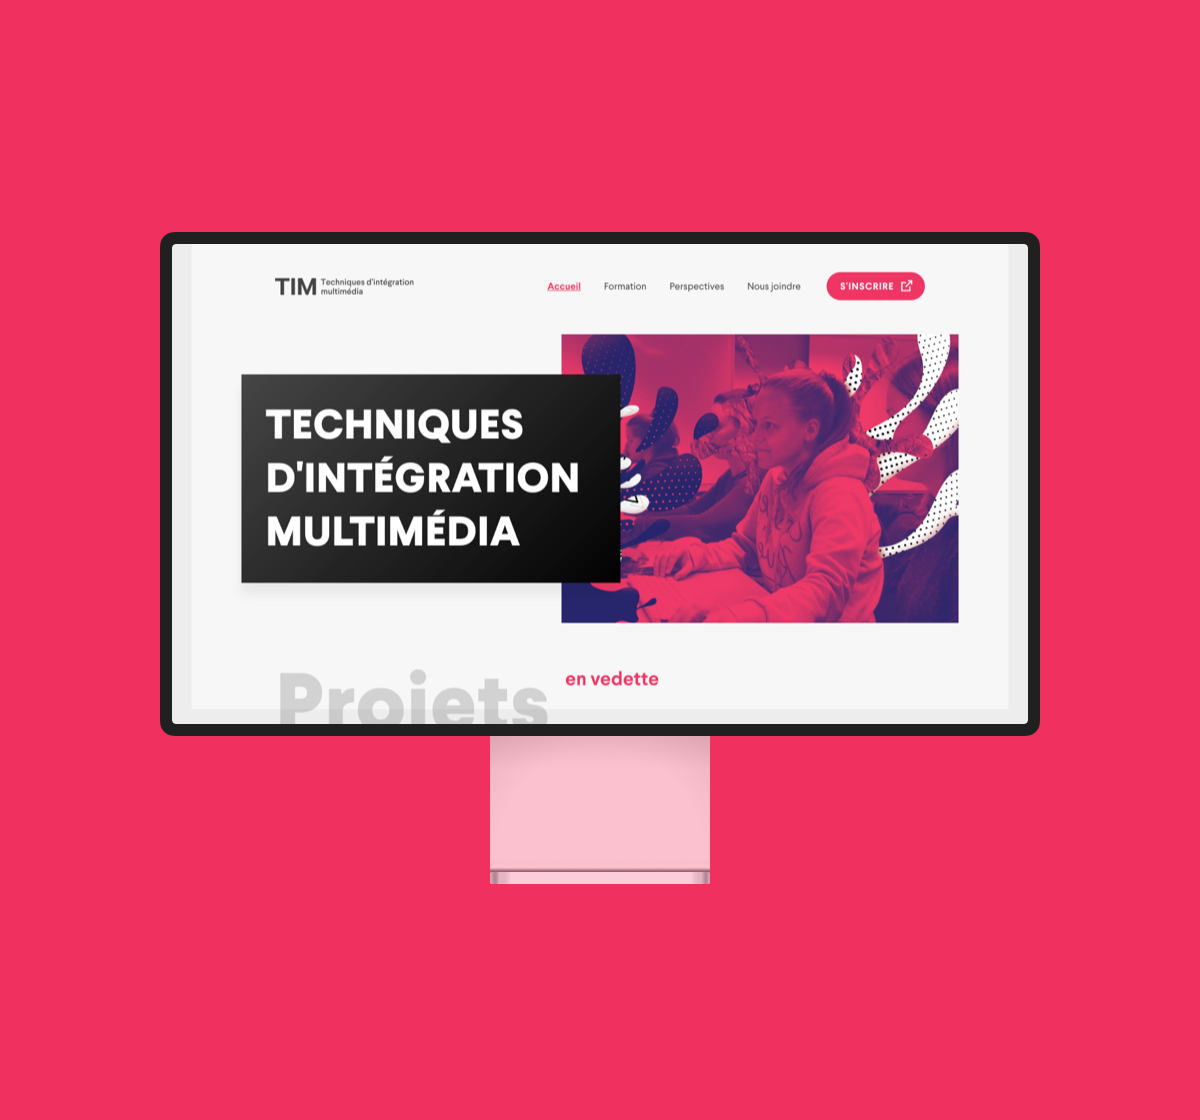 TIM Techniques d'intégration
multimédia
Accueil Formation Perspectives Nous joindre S'INSCRIRE
TECHNIQUES
D'INTÉGRATION
MULTIMÉDIA
Projets en vedette